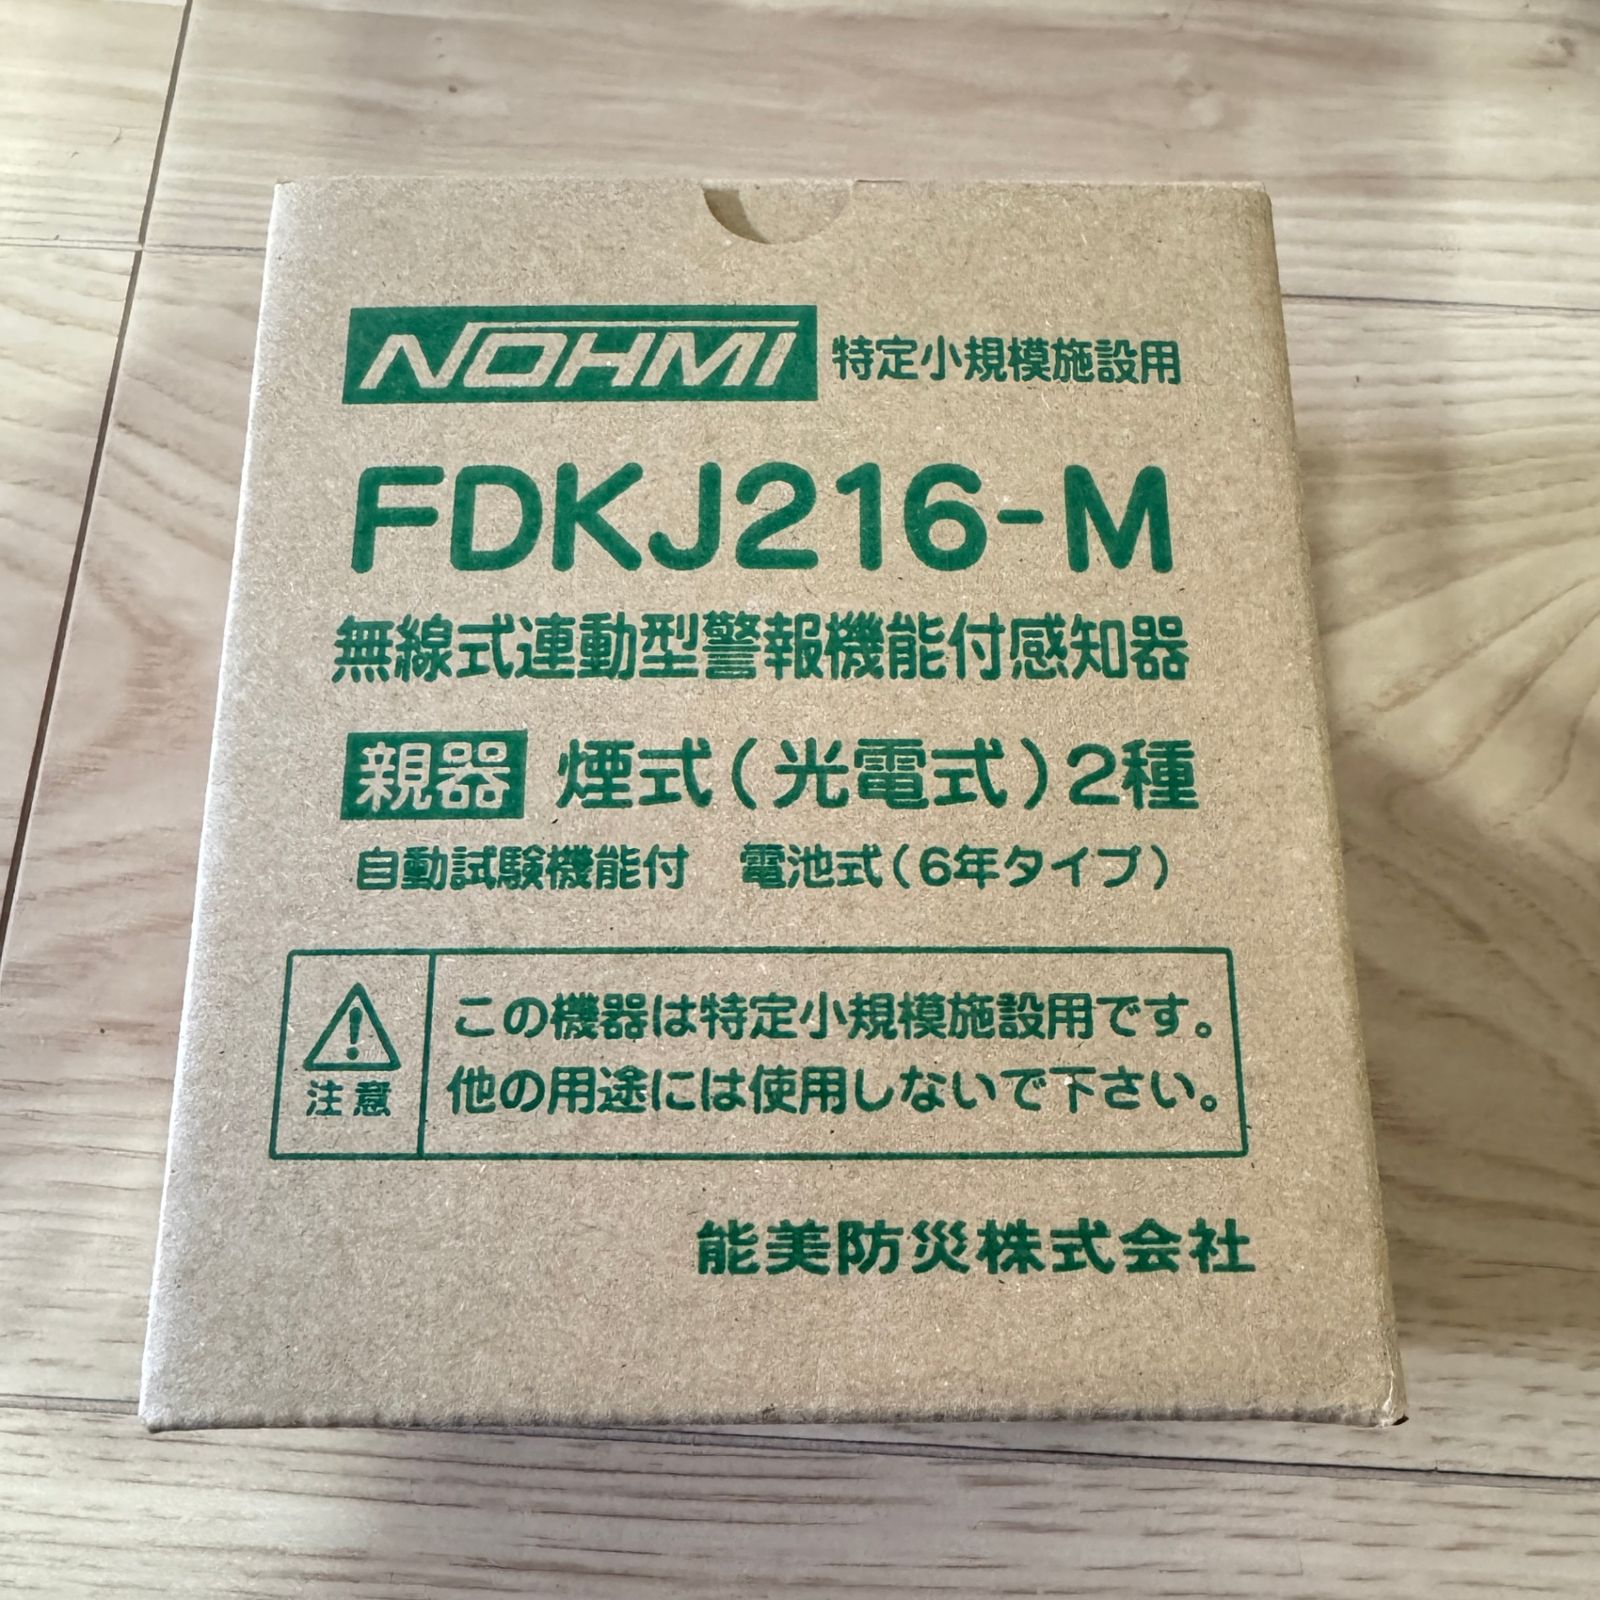 NOHMI 特定小規模施設用
FDKJ216-M
無線式連動型警報機能付感知器
親器 煙式(光電式)2種
自動試験機能付 電池式(6年タイプ)
この機器は特定小規模施設用です。
注意 他の用途には使用しないで下さい。
能美防災株式会社